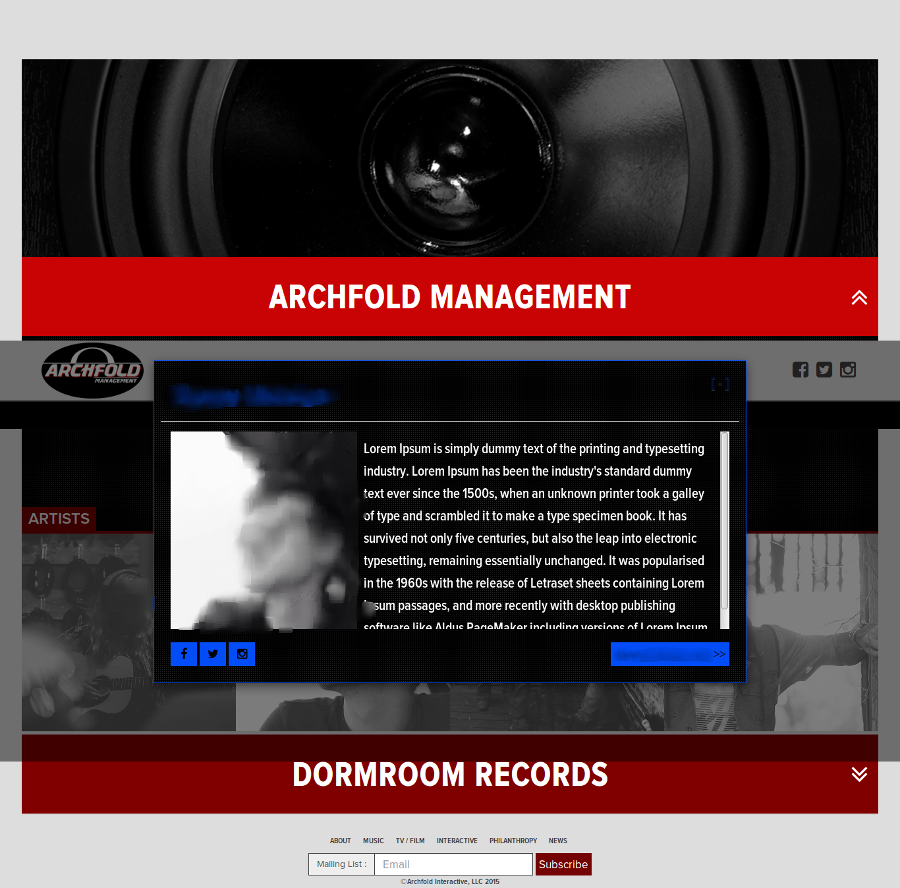 ARCHFOLD MANAGEMENT
ARCHFOLD
MANAGEMENT
[×]
Lorem Ipsum is simply dummy text of the printing and typesetting
industry. Lorem Ipsum has been the industry's standard dummy
text ever since the 1500s, when an unknown printer took a galley
of type and scrambled it to make a type specimen book. It has
survived not only five centuries, but also the leap into electronic
typesetting, remaining essentially unchanged. It was popularised
in the 1960s with the release of Letraset sheets containing Lorem
Ipsum passages, and more recently with desktop publishing
software like Aldus PageMaker including versions of Lorem Ipsum
>>
ARTISTS
DORMROOM RECORDS
ABOUT MUSIC TV / FILM INTERACTIVE PHILANTHROPY NEWS
Mailing List : Email Subscribe
©Archfold Interactive, LLC 2015